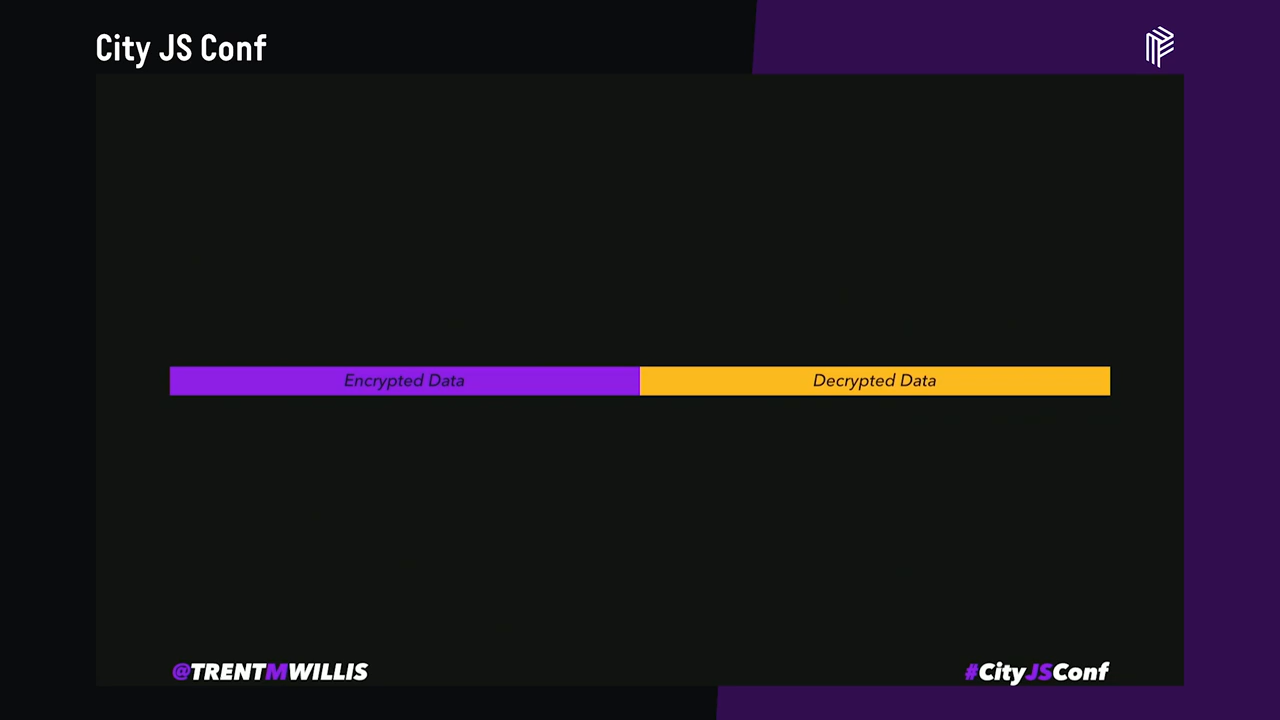 City JS Conf
Encrypted Data
Decrypted Data
@TRENTMWILLIS
#CityJSConf